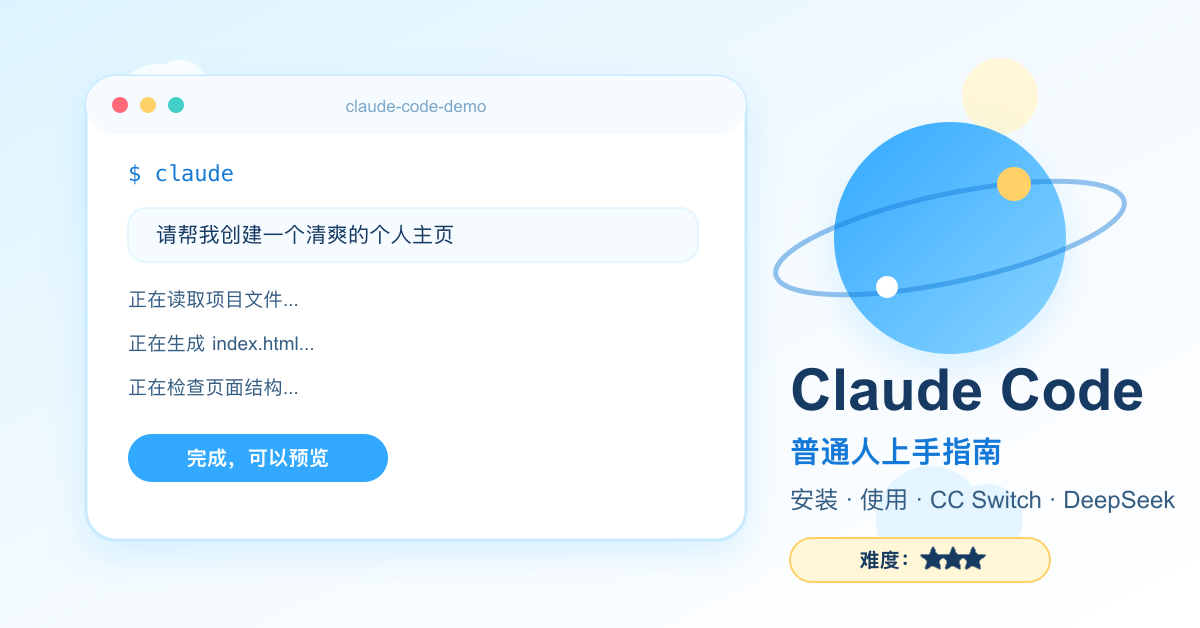 claude-code-demo
$ claude
请帮我创建一个清爽的个人主页
正在读取项目文件...
正在生成 index.html...
正在检查页面结构...
完成，可以预览
Claude Code
普通人上手指南
安装 · 使用 · CC Switch · DeepSeek
难度：★★★